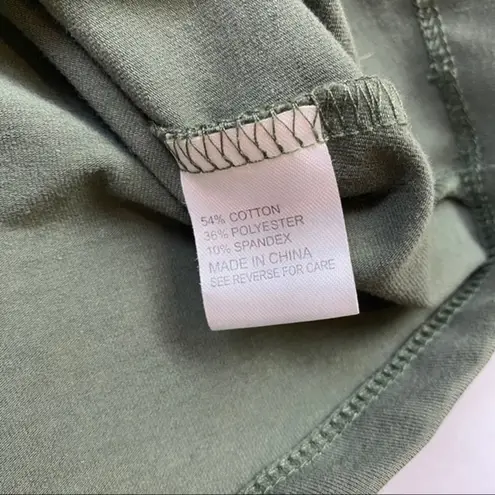 54% COTTON
36% POLYESTER
10% SPANDEX
MADE IN CHINA
SEE REVERSE FOR CARE